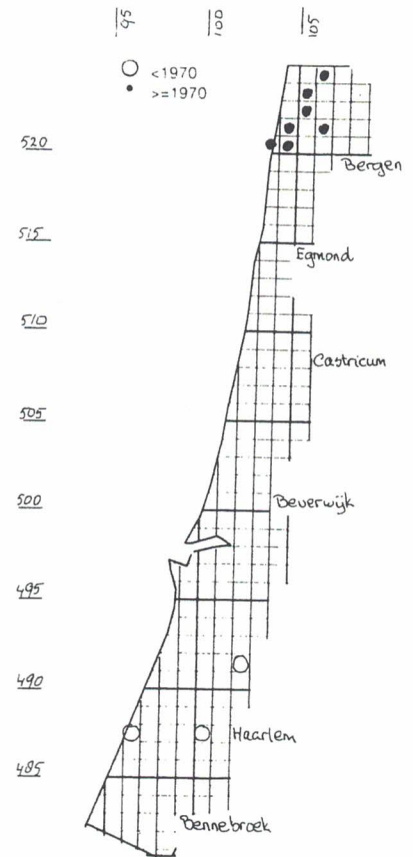 95 100 105
<1970
>=1970
520
Bergen
515
Egmond
510
Castricum
505
500
Beverwijk
495
490
Haarlem
485
Bennebroek